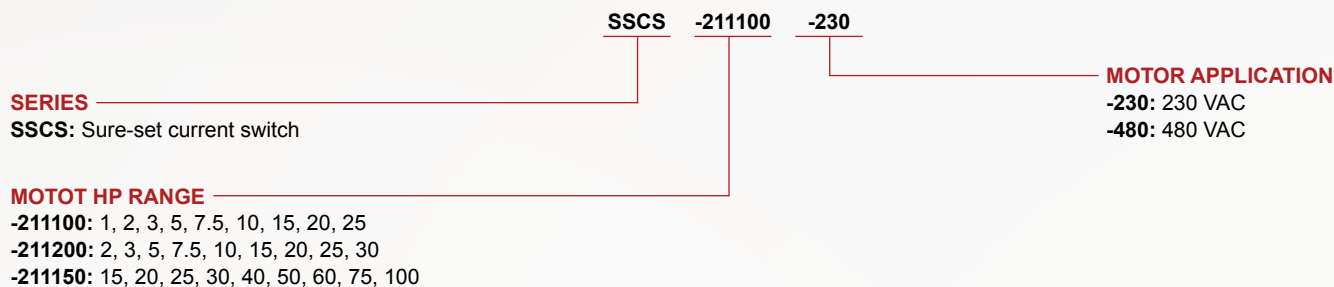 SSCS -211100 -230
MOTOR APPLICATION
-230: 230 VAC
-480: 480 VAC
SERIES
SSCS: Sure-set current switch
MOTOT HP RANGE
-211100: 1, 2, 3, 5, 7.5, 10, 15, 20, 25
-211200: 2, 3, 5, 7.5, 10, 15, 20, 25, 30
-211150: 15, 20, 25, 30, 40, 50, 60, 75, 100